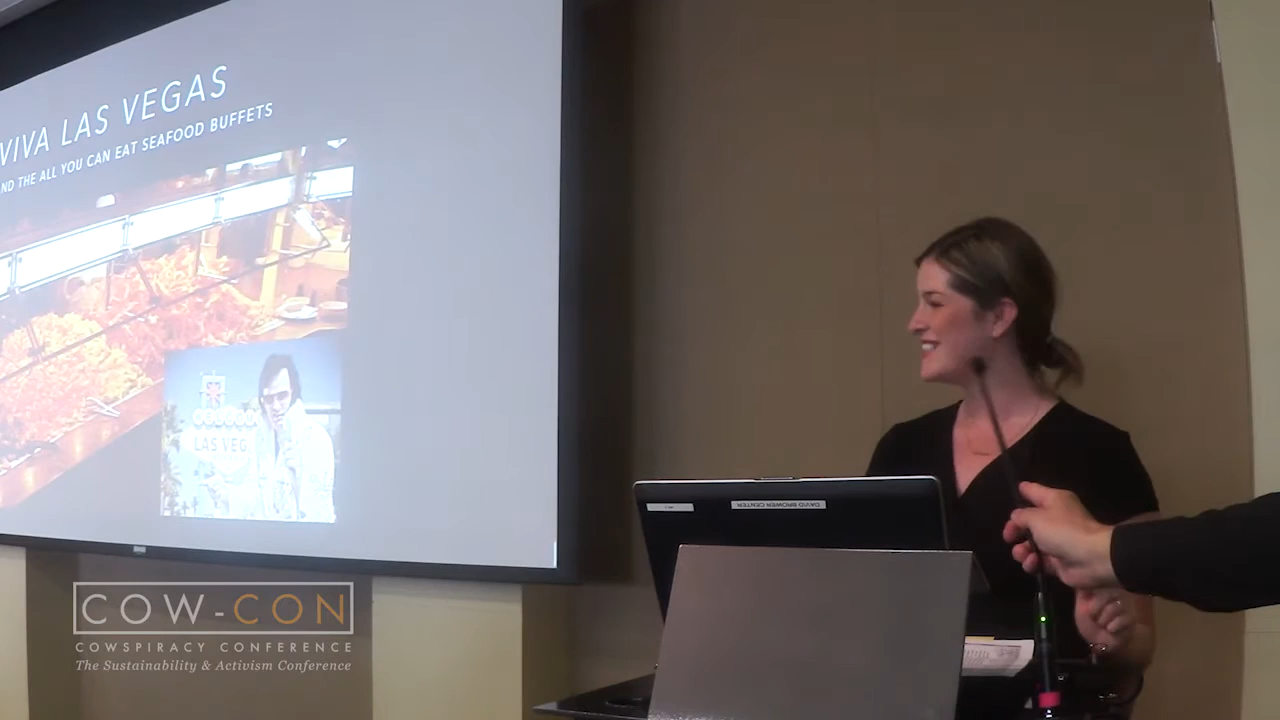 VIVA LAS VEGAS
AND THE ALL YOU CAN EAT SEAFOOD BUFFETS
LAS VEG
DAVID BROWER CENTER
COW-CON
COWSPIRACY CONFERENCE
The Sustainability & Activism Conference